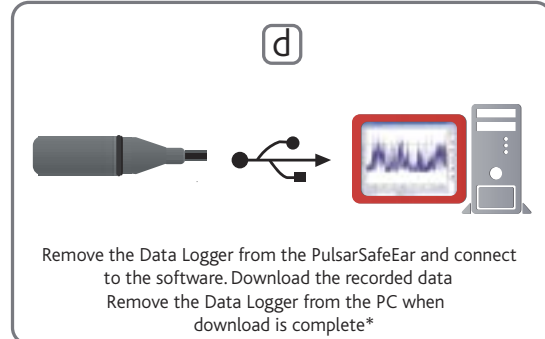 d
Remove the Data Logger from the PulsarSafeEar and connect
to the software. Download the recorded data
Remove the Data Logger from the PC when
download is complete*